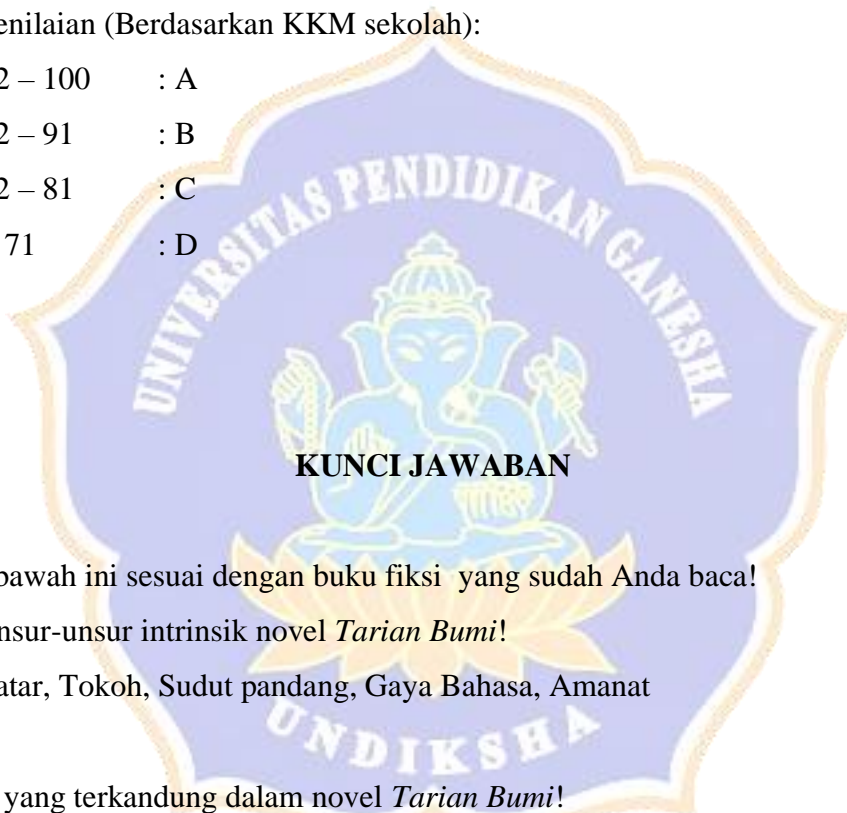 enilaian (Berdasarkan KKM sekolah):
2 – 100 : A
2 – 91 : B
2 – 81 : C
71 : D
UNIVERSITAS PENDIDIKAN GANESHA
KUNCI JAWABAN
bawah ini sesuai dengan buku fiksi yang sudah Anda baca!
nsur-unsur intrinsik novel Tarian Bumi!
atar, Tokoh, Sudut pandang, Gaya Bahasa, Amanat
UNDIKSHA
yang terkandung dalam novel Tarian Bumi!